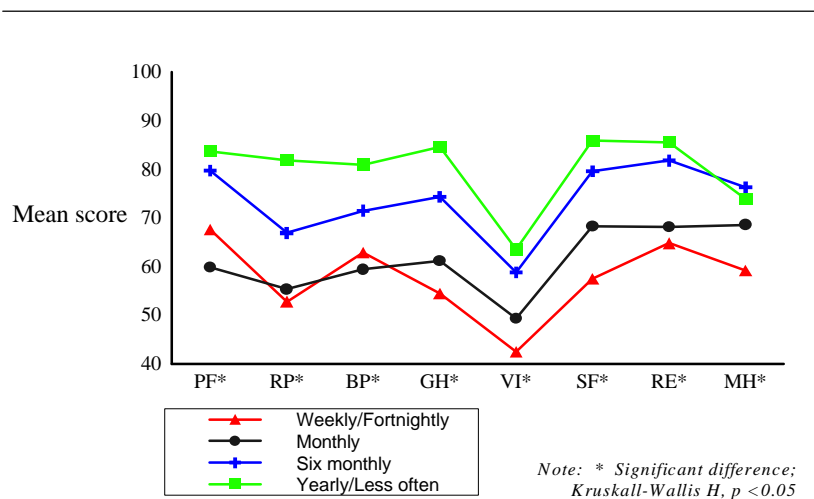 100
90
80
70
60
50
40
Mean score
PF* RP* BP* GH* VI* SF* RE* MH*
Weekly/Fortnightly
Monthly
Six monthly
Yearly/Less often
Note: * Significant difference;
Kruskall-Wallis H, p <0.05